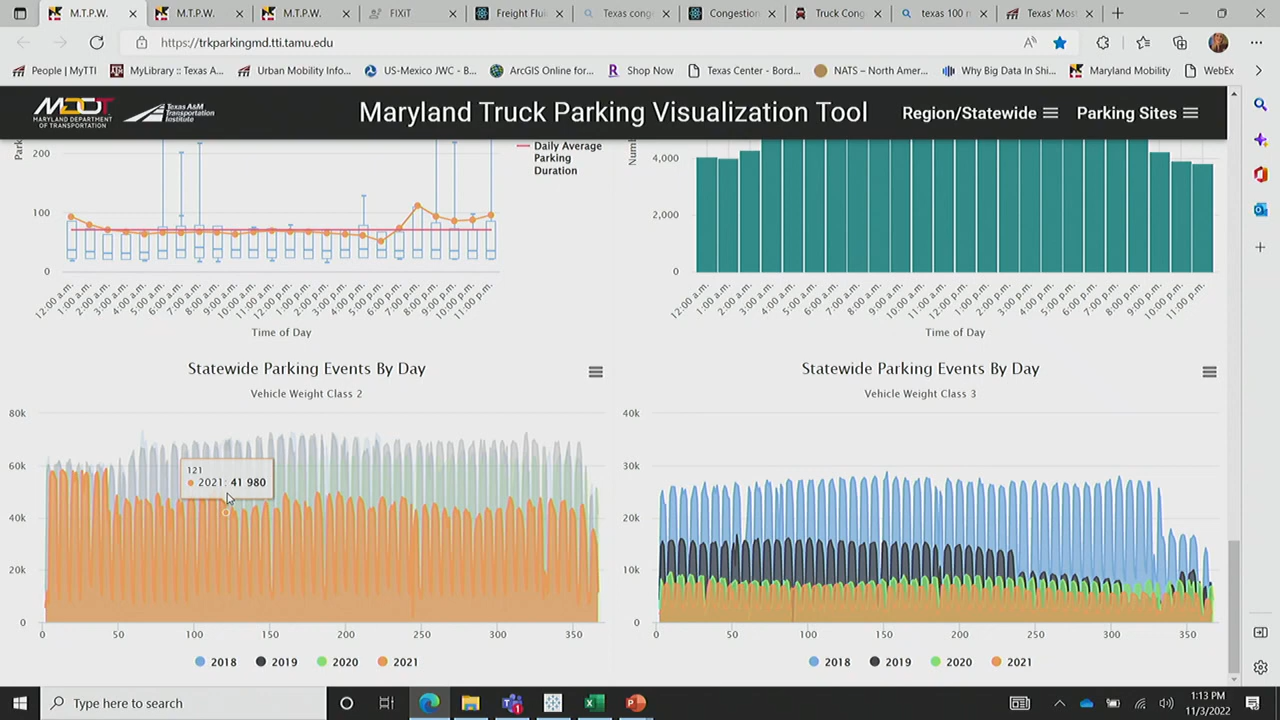 M.T.P.W.
M.T.P.W.
M.T.P.W.
FIXiT
Freight Flui
Texas cong
Congestion
Truck Cong
texas 100 n
Texas' Most
https://trkparkingmd.tti.tamu.edu
People | MyTTI
MyLibrary :: Texas A...
Urban Mobility Info...
US-Mexico JWC - B...
ArcGIS Online for...
Shop Now
Texas Center - Bord...
NATS – North Amer...
Why Big Data In Shi...
Maryland Mobility
WebEx
MDOT
MARYLAND DEPARTMENT
OF TRANSPORTATION
Texas A&M
Transportation
Institute
Maryland Truck Parking Visualization Tool
Region/Statewide
Parking Sites
Park
200
100
0
Daily Average
Parking
Duration
12:00 a.m.
1:00 a.m.
2:00 a.m.
3:00 a.m.
4:00 a.m.
5:00 a.m.
6:00 a.m.
7:00 a.m.
8:00 a.m.
9:00 a.m.
10:00 a.m.
11:00 a.m.
12:00 p.m.
1:00 p.m.
2:00 p.m.
3:00 p.m.
4:00 p.m.
5:00 p.m.
6:00 p.m.
7:00 p.m.
8:00 p.m.
9:00 p.m.
10:00 p.m.
11:00 p.m.
Time of Day
Numl
4,000
2,000
0
12:00 a.m.
1:00 a.m.
2:00 a.m.
3:00 a.m.
4:00 a.m.
5:00 a.m.
6:00 a.m.
7:00 a.m.
8:00 a.m.
9:00 a.m.
10:00 a.m.
11:00 a.m.
12:00 p.m.
1:00 p.m.
2:00 p.m.
3:00 p.m.
4:00 p.m.
5:00 p.m.
6:00 p.m.
7:00 p.m.
8:00 p.m.
9:00 p.m.
10:00 p.m.
11:00 p.m.
Time of Day
Statewide Parking Events By Day
Vehicle Weight Class 2
80k
60k
40k
20k
0
121
2021: 41 980
0
50
100
150
200
250
300
350
2018
2019
2020
2021
Statewide Parking Events By Day
Vehicle Weight Class 3
40k
30k
20k
10k
0
0
50
100
150
200
250
300
350
2018
2019
2020
2021
Type here to search
1:13 PM
11/3/2022